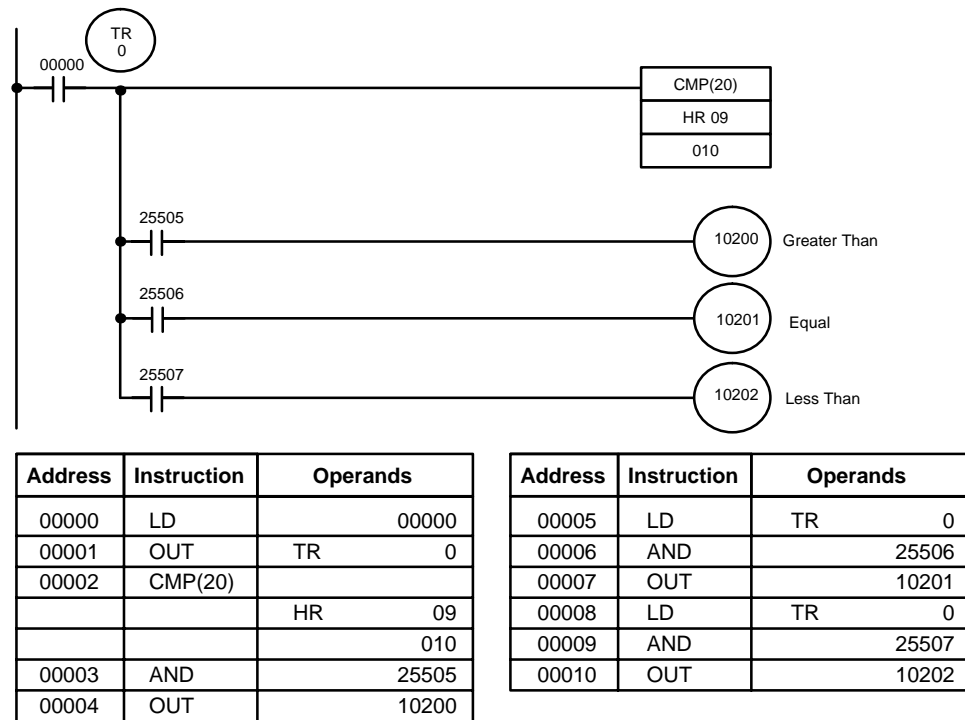 TR
0
00000
CMP(20)
HR 09
010
25505
10200 Greater Than
25506
10201 Equal
25507
10202 Less Than
Address Instruction Operands
00000 LD 00000
00001 OUT TR 0
00002 CMP(20)
HR 09
010
00003 AND 25505
00004 OUT 10200
Address Instruction Operands
00005 LD TR 0
00006 AND 25506
00007 OUT 10201
00008 LD TR 0
00009 AND 25507
00010 OUT 10202